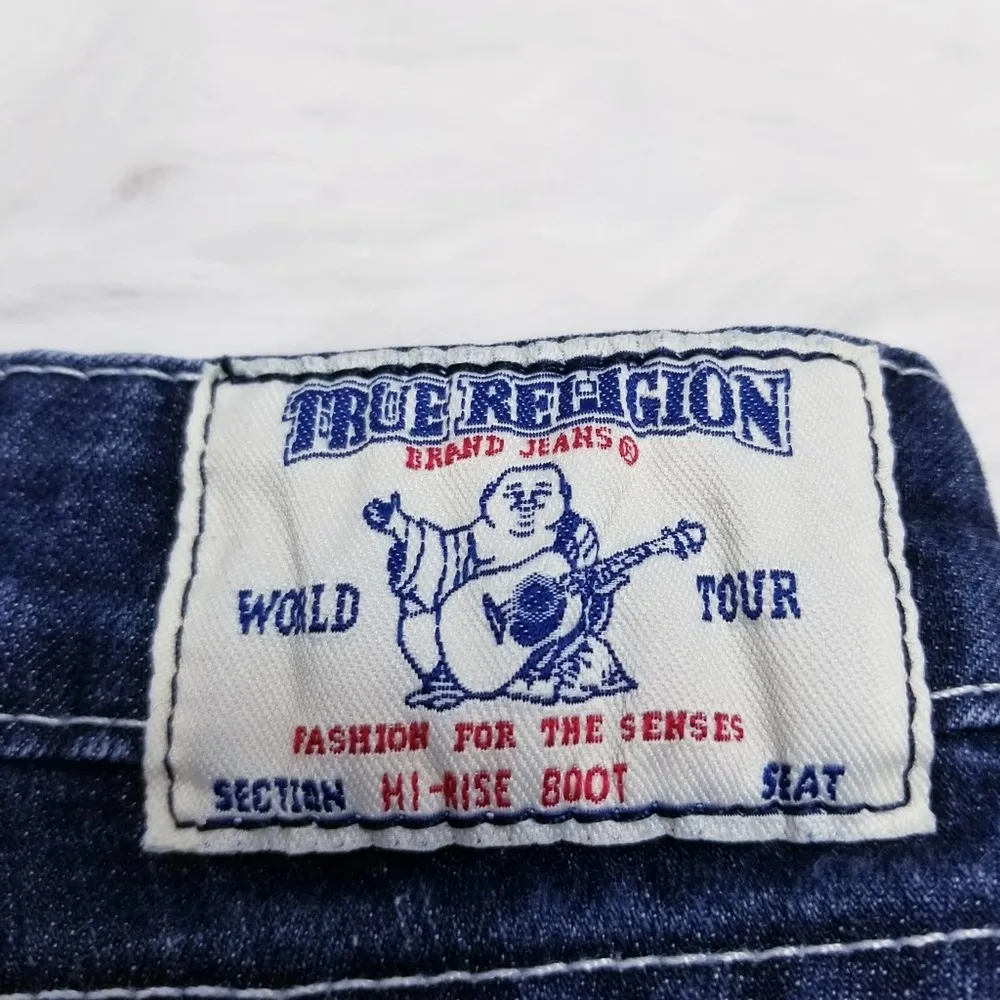 TRUE RELIGION
BRAND JEANS®
WORLD TOUR
FASHION FOR THE SENSES
SECTION HI-RISE BOOT SEAT